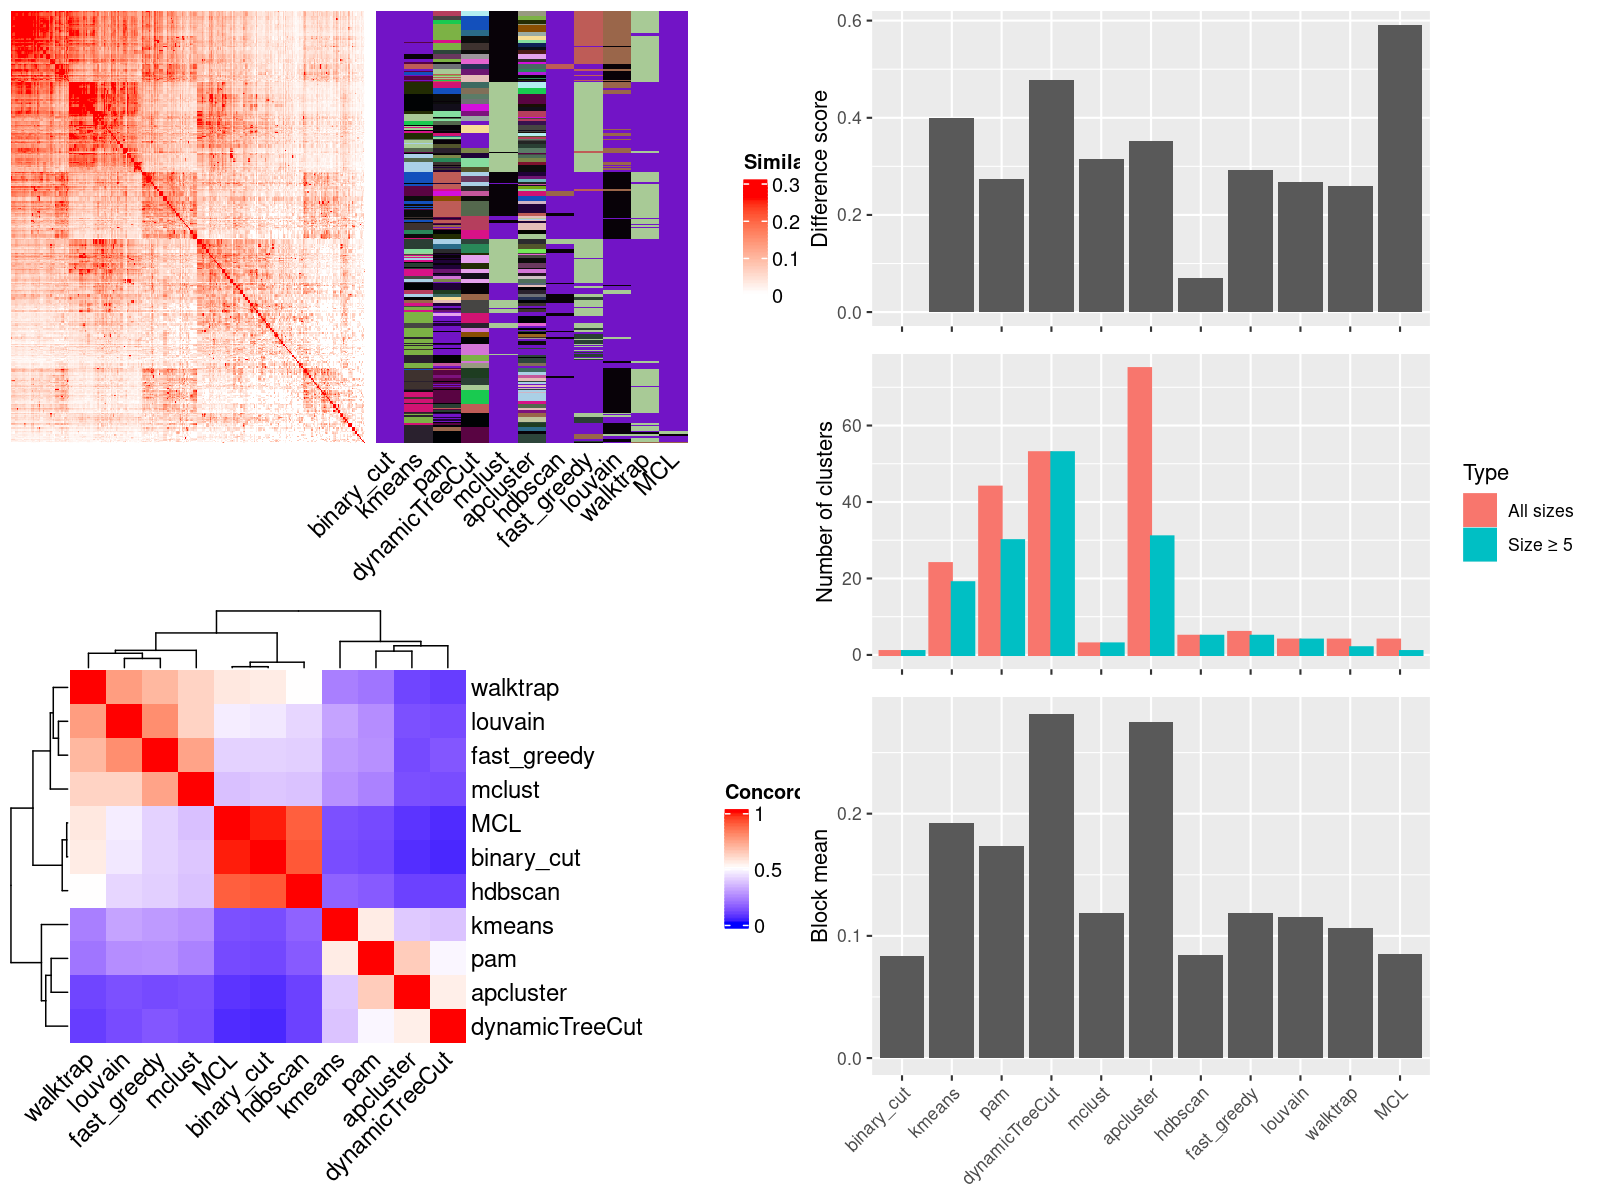 Simila
0.3
0.2
0.1
0
binary_cut
kmeans
pam
dynamicTreeCut
mclust
apcluster
hdbscan
fast_greedy
louvain
walktrap
MCL
walktrap
louvain
fast_greedy
mclust
MCL
binary_cut
hdbscan
kmeans
pam
apcluster
dynamicTreeCut
Concord
1
0.5
0
walktrap
louvain
fast_greedy
mclust
MCL
binary_cut
hdbscan
kmeans
pam
apcluster
dynamicTreeCut
Difference score
0.6
0.4
0.2
0.0
Number of clusters
60
40
20
0
Type
All sizes
Size ≥ 5
Block mean
0.2
0.1
0.0
binary_cut
kmeans
pam
dynamicTreeCut
mclust
apcluster
hdbscan
fast_greedy
louvain
walktrap
MCL